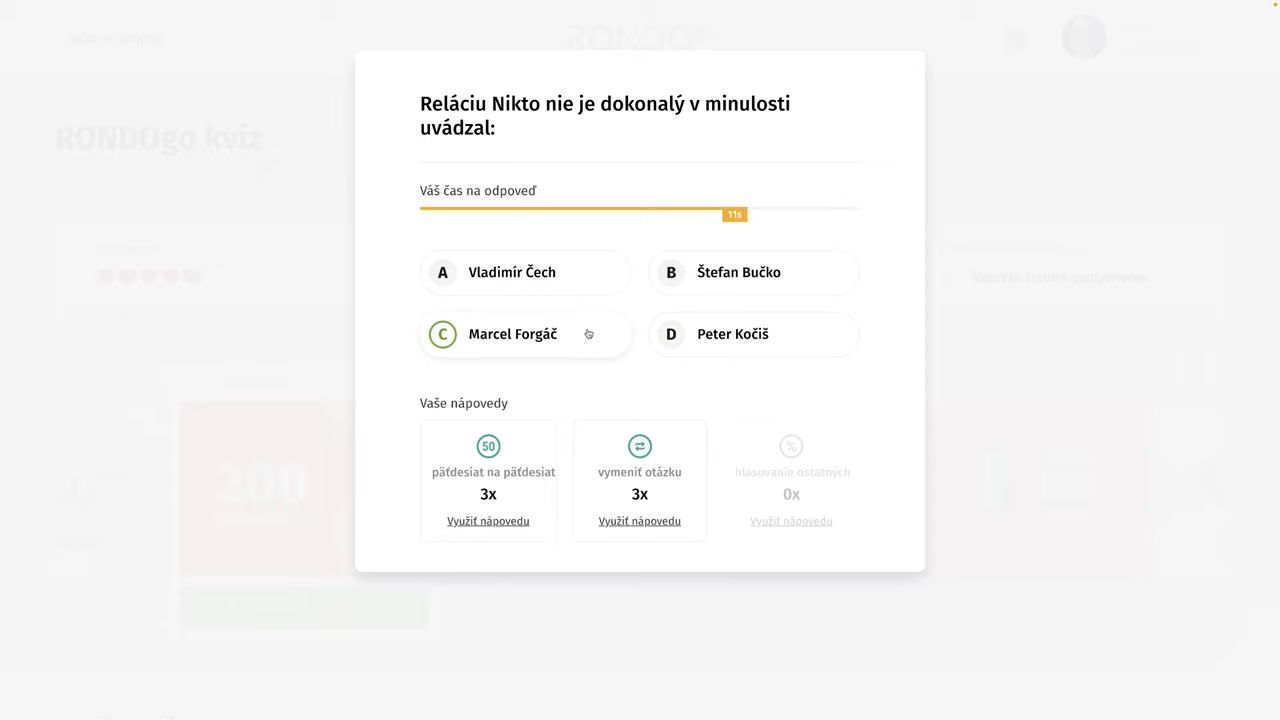 RONDO
RONDOgo kvíz
Reláciu Nikto nie je dokonalý v minulosti
uvádzal:
Váš čas na odpoveď
11s
A Vladimír Čech
B Štefan Bučko
C Marcel Forgáč
D Peter Kočiš
Vaše nápovedy
50
päťdesiat na päťdesiat
3x
Využiť nápovedu
vymeniť otázku
3x
Využiť nápovedu
%
hlasovanie ostatných
0x
Využiť nápovedu
200